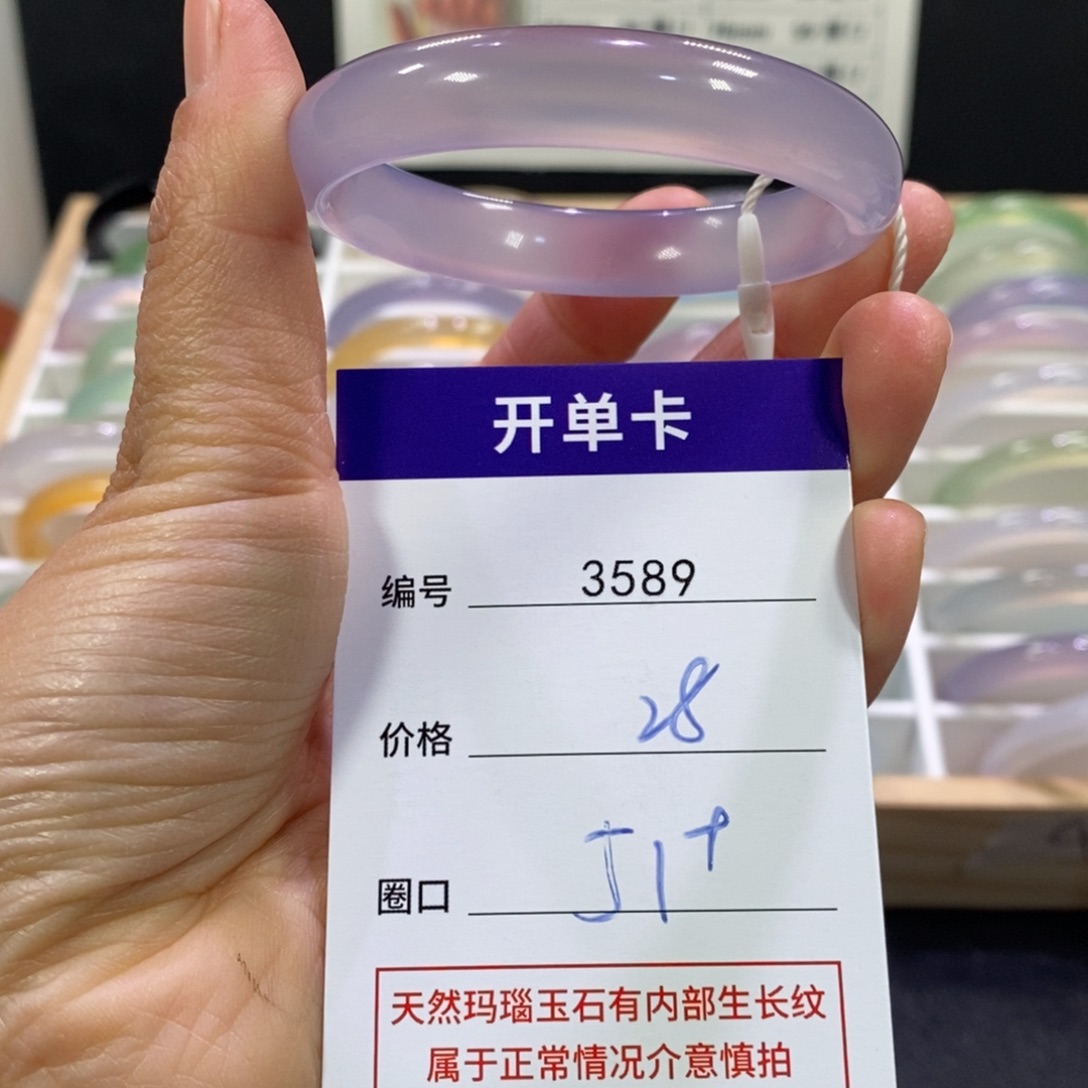 开单卡
编号 3589
价格 28
圈口 J1+
天然玛瑙玉石有内部生长纹
属于正常情况介意慎拍